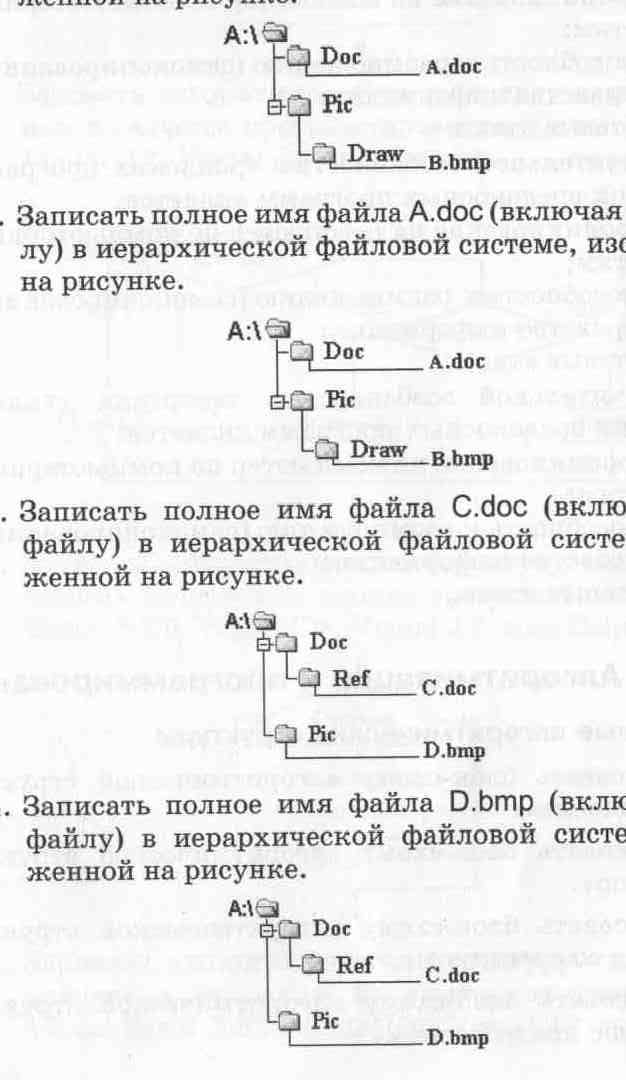 женной на рисунке.
A:\
Doc
A.doc
Pic
Draw
B.bmp
. Записать полное имя файла A.doc (включая
лу) в иерархической файловой системе, изо
на рисунке.
A:\
Doc
A.doc
Pic
Draw
B.bmp
. Записать полное имя файла C.doc (вклю
файлу) в иерархической файловой систе
женной на рисунке.
A:\
Doc
Ref
C.doc
Pic
D.bmp
. Записать полное имя файла D.bmp (вклю
файлу) в иерархической файловой систе
женной на рисунке.
A:\
Doc
Ref
C.doc
Pic
D.bmp